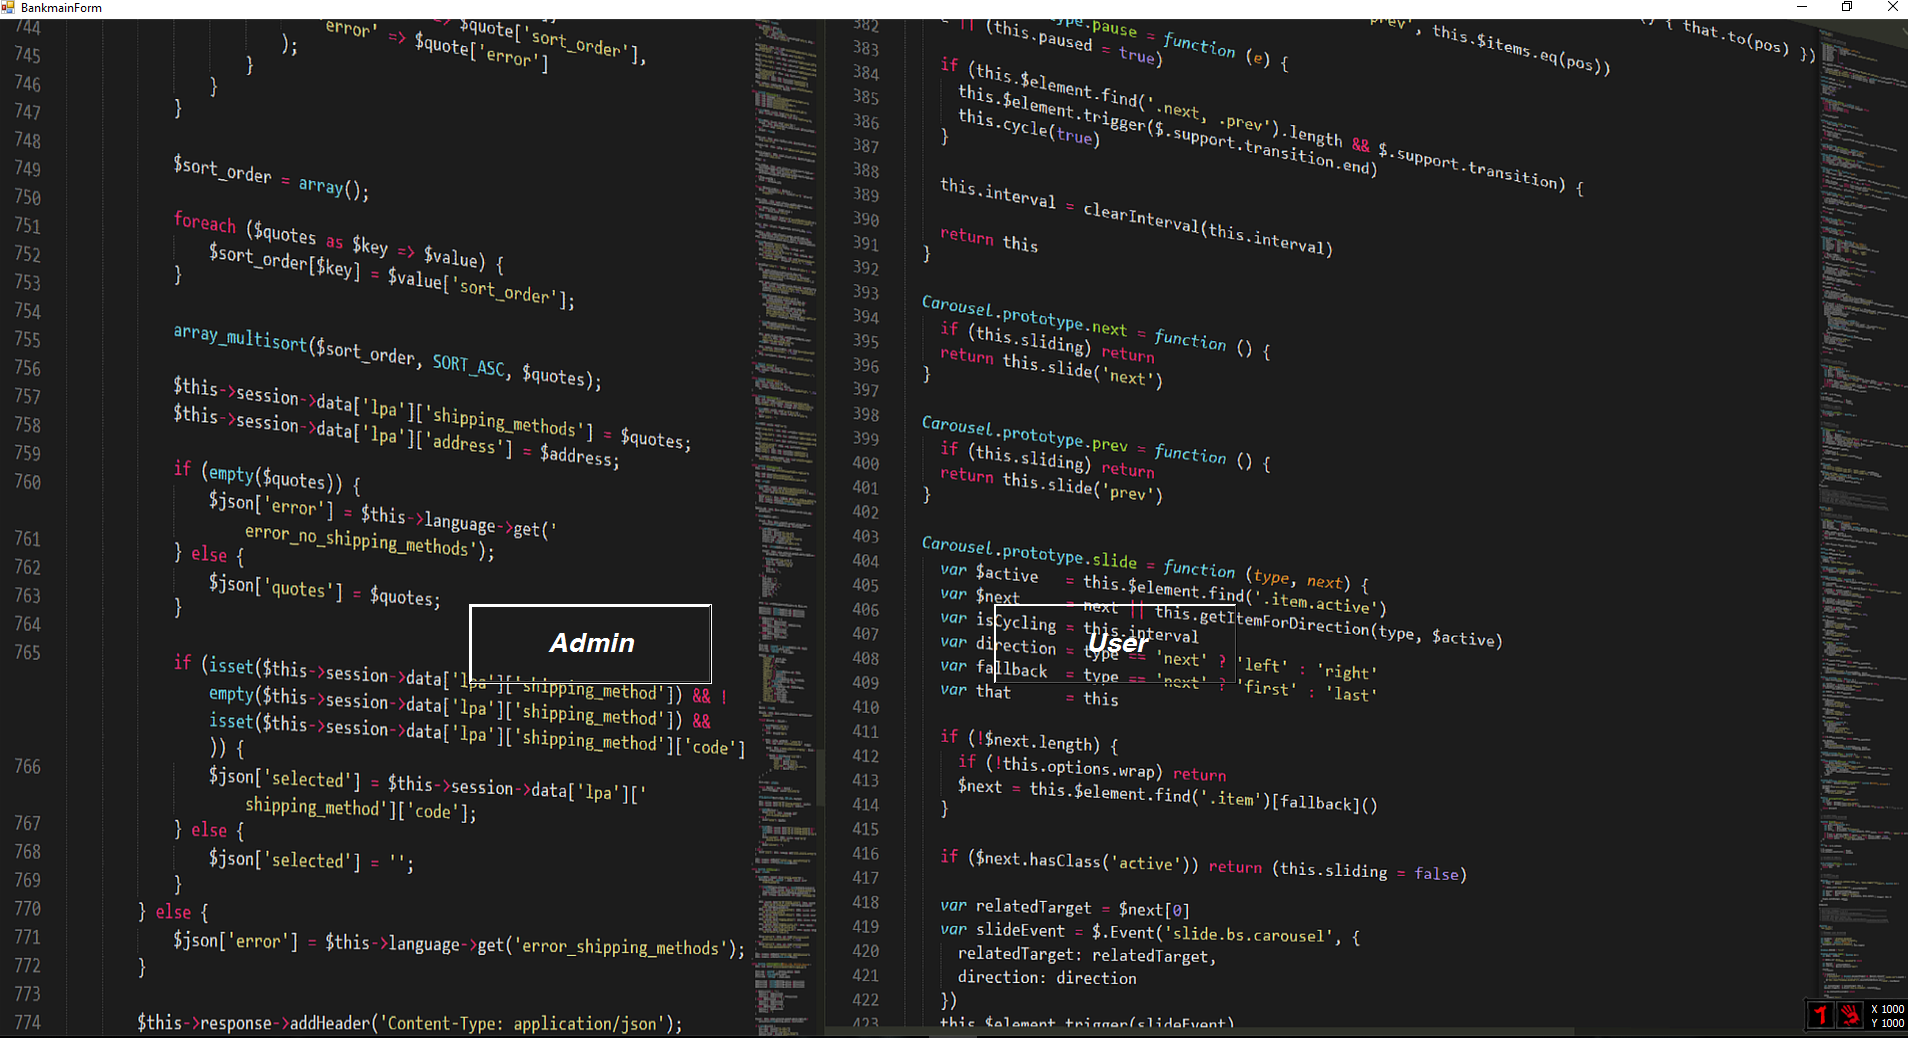 BankmainForm
744
745
746
747
748
749
750
751
752
753
754
755
756
757
758
759
760
761
762
763
764
765
766
767
768
769
770
771
772
773
774
error' => $quote['sort_order'],
$quote['error']
);
}
}
}
$sort_order = array();
foreach ($quotes as $key => $value) {
$sort_order[$key] = $value['sort_order'];
}
array_multisort($sort_order, SORT_ASC, $quotes);
$this->session->data['lpa']['shipping_methods'] = $quotes;
$this->session->data['lpa']['address'] = $address;
if (empty($quotes)) {
$json['error'] = $this->language->get('
error_no_shipping_methods');
} else {
$json['quotes'] = $quotes;
}
Admin
if (isset($this->session->data['lpa']['shipping_method']) && !
empty($this->session->data['lpa']['shipping_method']) &&
isset($this->session->data['lpa']['shipping_method']['code']
)) {
$json['selected'] = $this->session->data['lpa']['
shipping_method']['code'];
} else {
$json['selected'] = '';
}
} else {
$json['error'] = $this->language->get('error_shipping_methods');
}
$this->response->addHeader('Content-Type: application/json');
382
383
384
385
386
387
388
389
390
391
392
393
394
395
396
397
398
399
400
401
402
403
404
405
406
407
408
409
410
411
412
413
414
415
416
417
418
419
420
421
422
423
prev', this.$items.eq(pos))
() { that.to(pos) })
.pause = function (e) {
|| (this.paused = true)
if (this.$element.find('.next, .prev').length && $.support.transition) {
this.$element.trigger($.support.transition.end)
this.cycle(true)
}
this.interval = clearInterval(this.interval)
return this
}
Carousel.prototype.next = function () {
if (this.sliding) return
return this.slide('next')
}
Carousel.prototype.prev = function () {
if (this.sliding) return
return this.slide('prev')
}
Carousel.prototype.slide = function (type, next) {
var $active = this.$element.find('.item.active')
var $next = next || this.getItemForDirection(type, $active)
var isCycling = this.interval
User
var direction = type == 'next' ? 'left' : 'right'
var fallback = type == 'next' ? 'first' : 'last'
var that = this
if (!$next.length) {
if (!this.options.wrap) return
$next = this.$element.find('.item')[fallback]()
}
if ($next.hasClass('active')) return (this.sliding = false)
var relatedTarget = $next[0]
var slideEvent = $.Event('slide.bs.carousel', {
relatedTarget: relatedTarget,
direction: direction
})
this.$element.trigger(slideEvent)
X 1000
Y 1000